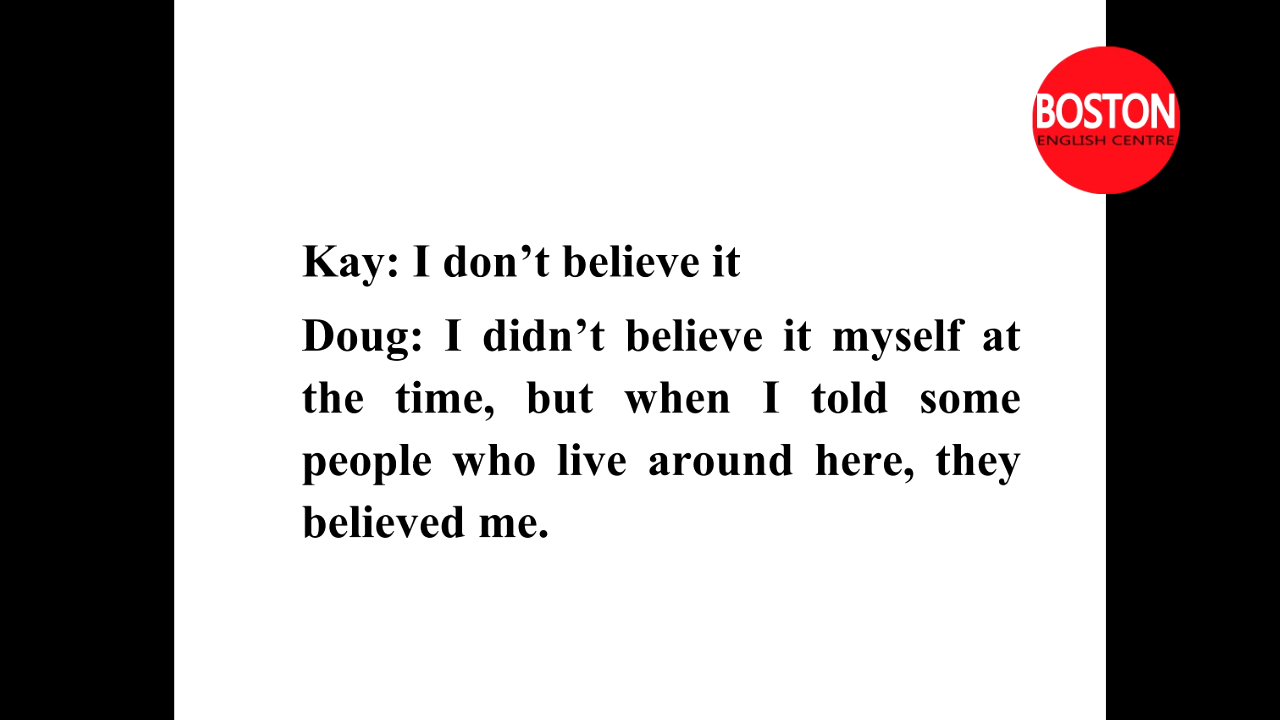 BOSTON
ENGLISH CENTRE
Kay: I don’t believe it
Doug: I didn’t believe it myself at
the time, but when I told some
people who live around here, they
believed me.